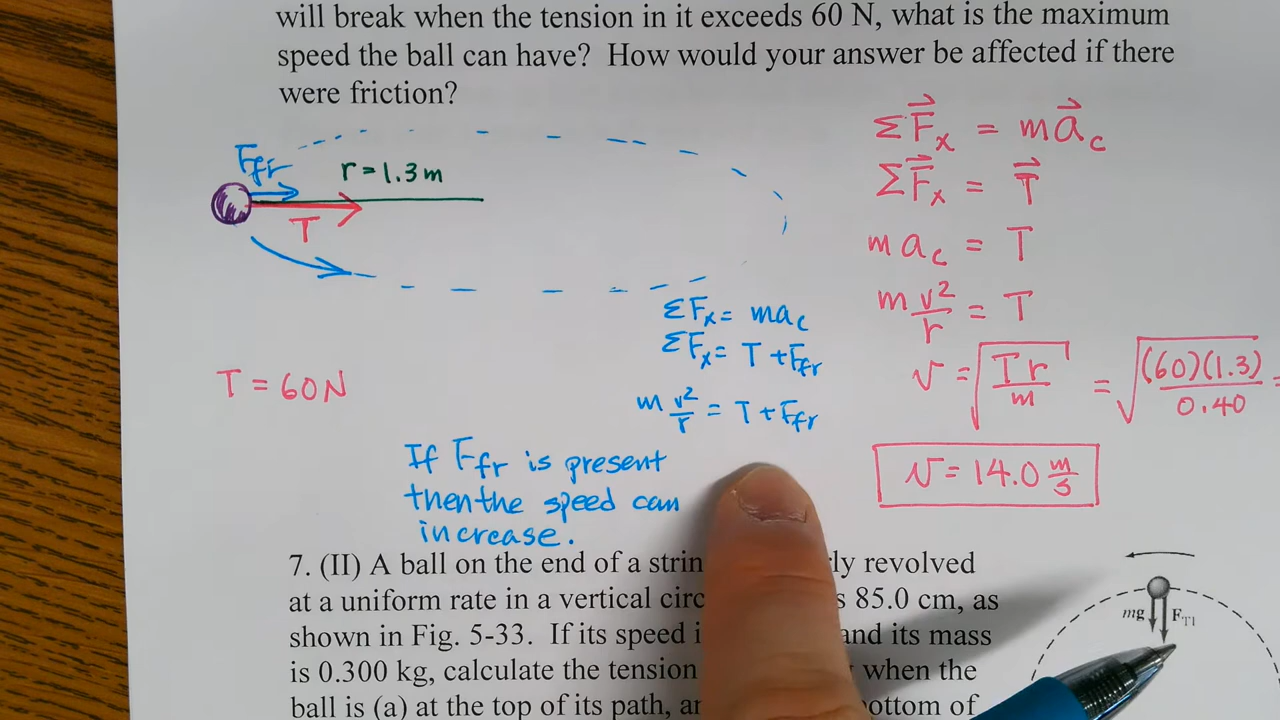 will break when the tension in it exceeds 60 N, what is the maximum
speed the ball can have? How would your answer be affected if there
were friction?
Ffr
r = 1.3 m
T
T = 60N
ΣFx = mac
ΣFx = T + Ffr
m v²/r = T + Ffr
If Ffr is present
then the speed can
increase.
ΣF⃗x = ma⃗c
ΣF⃗x = T⃗
mac = T
m v²/r = T
v = √(Tr/m) = √((60)(1.3)/0.40) =
v = 14.0 m/s
7. (II) A ball on the end of a strin ly revolved
at a uniform rate in a vertical circ s 85.0 cm, as
shown in Fig. 5-33. If its speed i and its mass
is 0.300 kg, calculate the tension when the
ball is (a) at the top of its path, an ottom of
mg
FT1